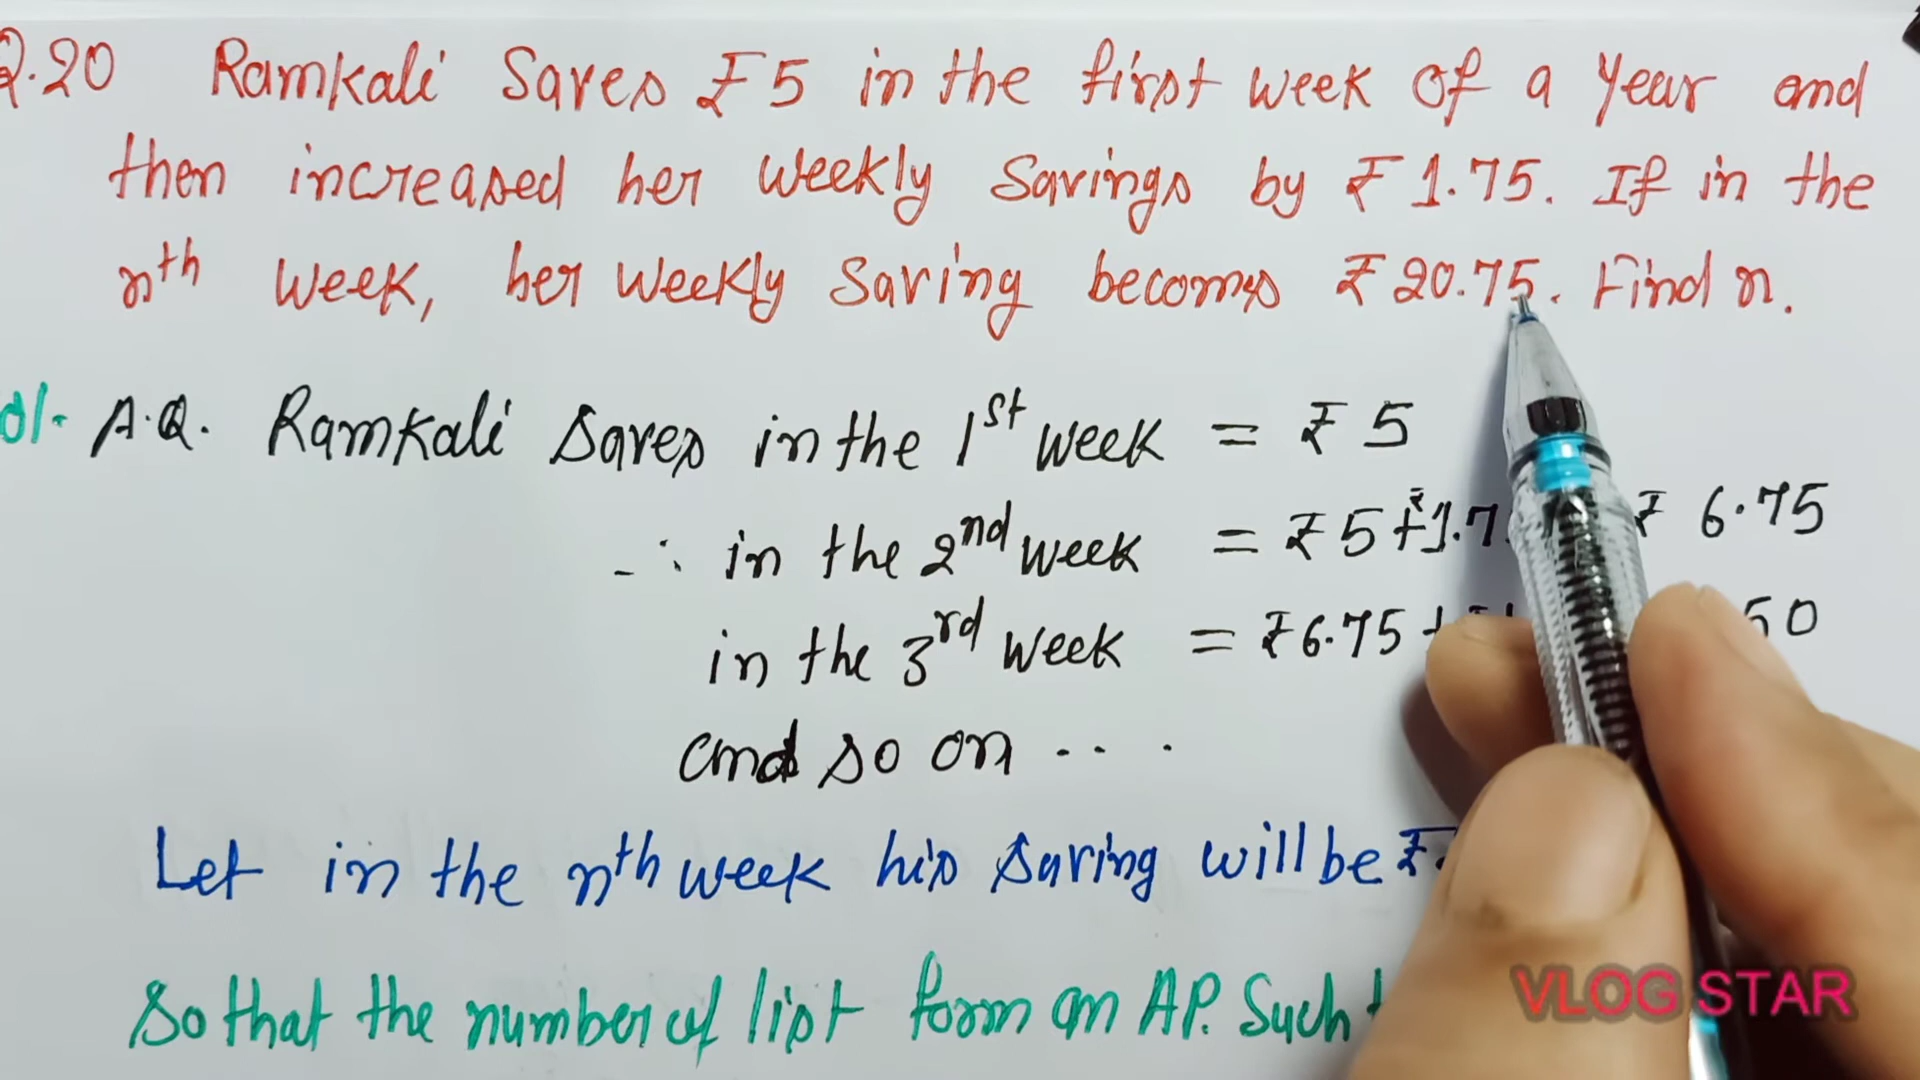 Q.20 Ramkali Saves ₹5 in the first week of a year and
then increased her weekly Savings by ₹1.75. If in the
nth week, her weekly Saving becomes ₹20.75. Find n.
Sol- A.Q. Ramkali Saves in the 1st week = ₹5
∴ in the 2nd week = ₹5+₹1.7 ₹ 6.75
in the 3rd week = ₹6.75 + 50
and so on ...
Let in the nth week his saving will be ₹
So that the number of list form an AP. Such
VLOG STAR